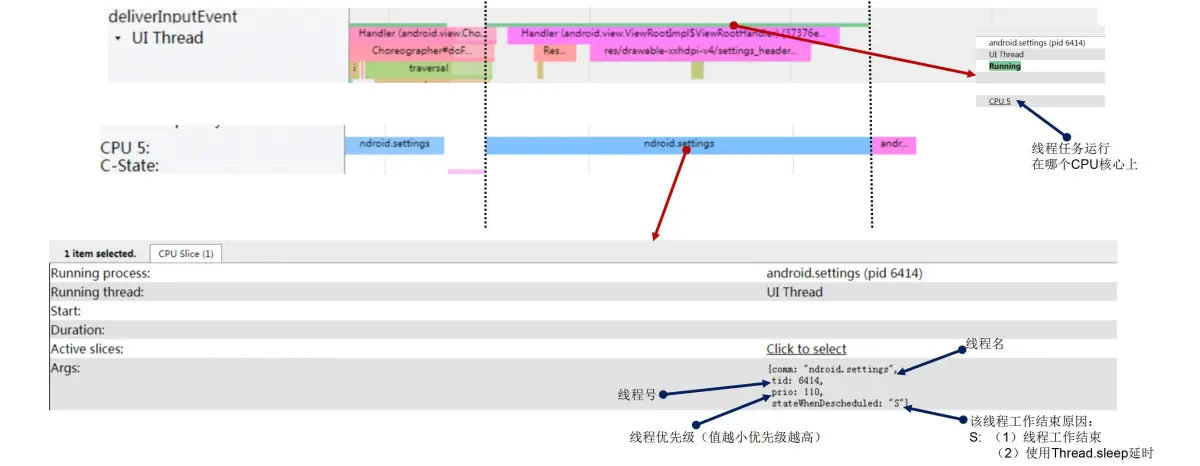 deliverInputEvent
UI Thread
Handler (android.view.Cho...
Handler (android.view.ViewRootImpl$ViewRootHandler) (37376e...
Choreographer#doF...
Res...
res/drawable-xxhdpi-v4/settings_header...
i
traversal
android.settings (pid 6414)
UI Thread
Running
CPU 5
线程任务运行
在哪个CPU核心上
CPU 5:
ndroid.settings
ndroid.settings
andr...
C-State:
1 item selected.
CPU Slice (1)
Running process:
android.settings (pid 6414)
Running thread:
UI Thread
Start:
Duration:
Active slices:
Click to select
Args:
{comm: "ndroid.settings",
tid: 6414,
prio: 110,
stateWhenDescheduled: "S"}
线程名
线程号
线程优先级（值越小优先级越高）
该线程工作结束原因：
S: （1）线程工作结束
（2）使用Thread.sleep延时